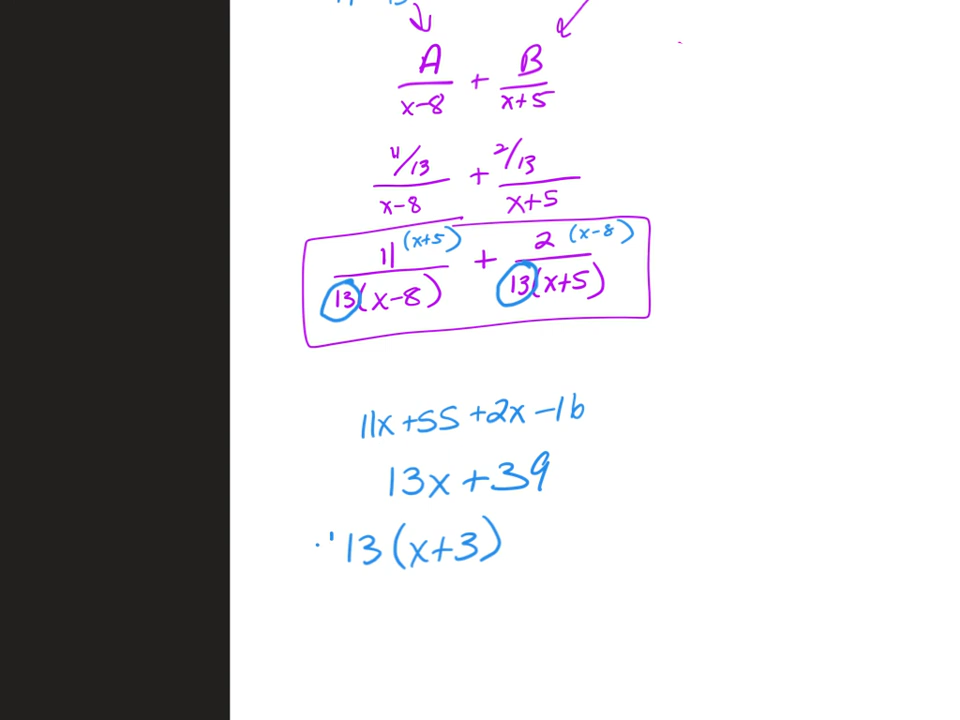 A/(x-8) + B/(x+5)
(11/13)/(x-8) + (2/13)/(x+5)
11(x+5)/13(x-8) + 2(x-8)/13(x+5)
11x+55+2x-16
13x+39
13(x+3)